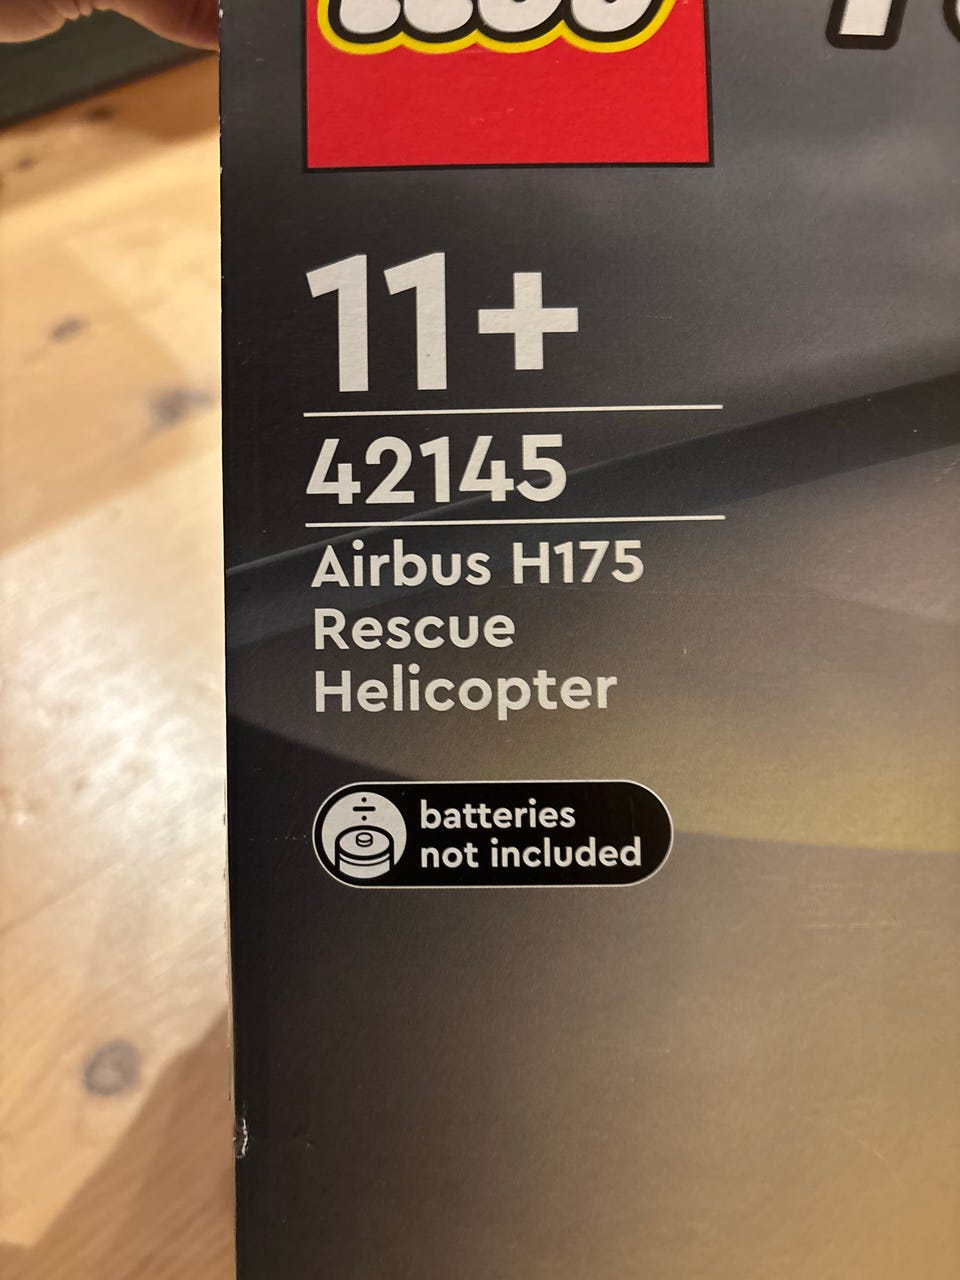 11+
42145
Airbus H175
Rescue
Helicopter
batteries
not included